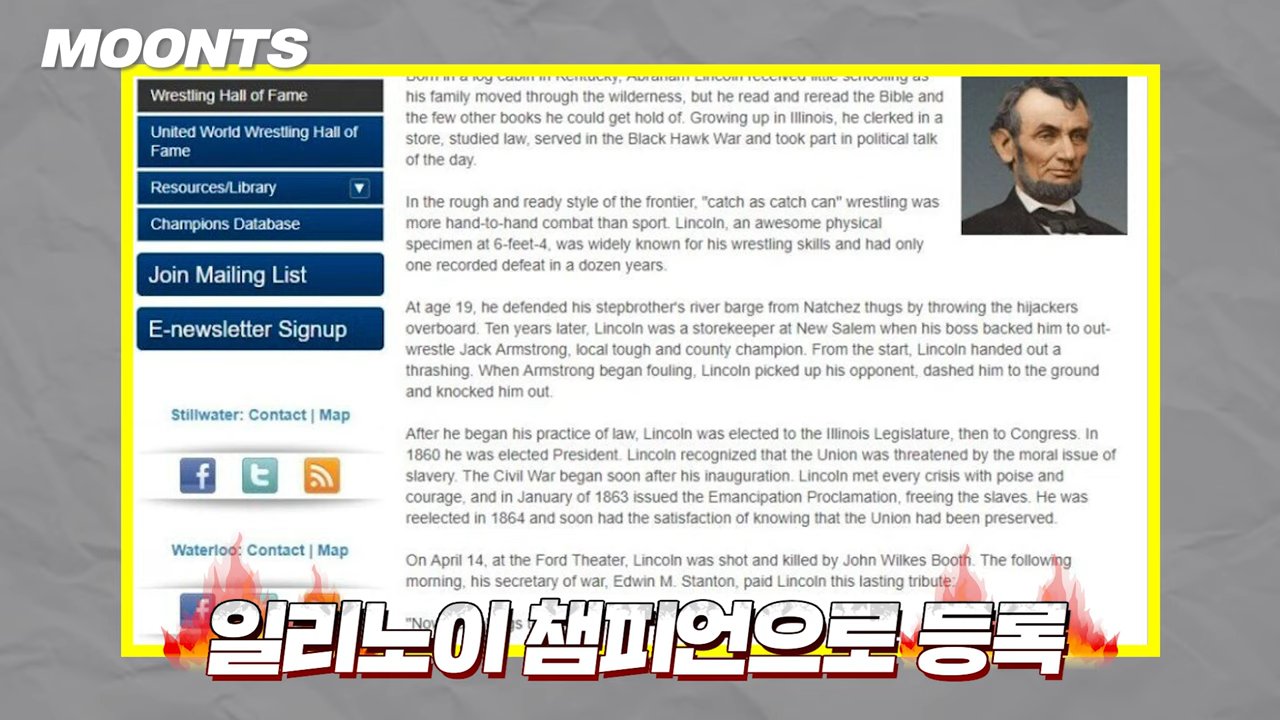 MOONTS
Wrestling Hall of Fame
United World Wrestling Hall of
Fame
Resources/Library
Champions Database
Join Mailing List
E-newsletter Signup
Stillwater: Contact | Map
Waterloo: Contact | Map
Born in a log cabin in Kentucky, Abraham Lincoln received little schooling as
his family moved through the wilderness, but he read and reread the Bible and
the few other books he could get hold of. Growing up in Illinois, he clerked in a
store, studied law, served in the Black Hawk War and took part in political talk
of the day.
In the rough and ready style of the frontier, "catch as catch can" wrestling was
more hand-to-hand combat than sport. Lincoln, an awesome physical
specimen at 6-feet-4, was widely known for his wrestling skills and had only
one recorded defeat in a dozen years.
At age 19, he defended his stepbrother's river barge from Natchez thugs by throwing the hijackers
overboard. Ten years later, Lincoln was a storekeeper at New Salem when his boss backed him to out-
wrestle Jack Armstrong, local tough and county champion. From the start, Lincoln handed out a
thrashing. When Armstrong began fouling, Lincoln picked up his opponent, dashed him to the ground
and knocked him out.
After he began his practice of law, Lincoln was elected to the Illinois Legislature, then to Congress. In
1860 he was elected President. Lincoln recognized that the Union was threatened by the moral issue of
slavery. The Civil War began soon after his inauguration. Lincoln met every crisis with poise and
courage, and in January of 1863 issued the Emancipation Proclamation, freeing the slaves. He was
reelected in 1864 and soon had the satisfaction of knowing that the Union had been preserved.
On April 14, at the Ford Theater, Lincoln was shot and killed by John Wilkes Booth. The following
morning, his secretary of war, Edwin M. Stanton, paid Lincoln this lasting tribute:
일리노이 챔피언으로 등록